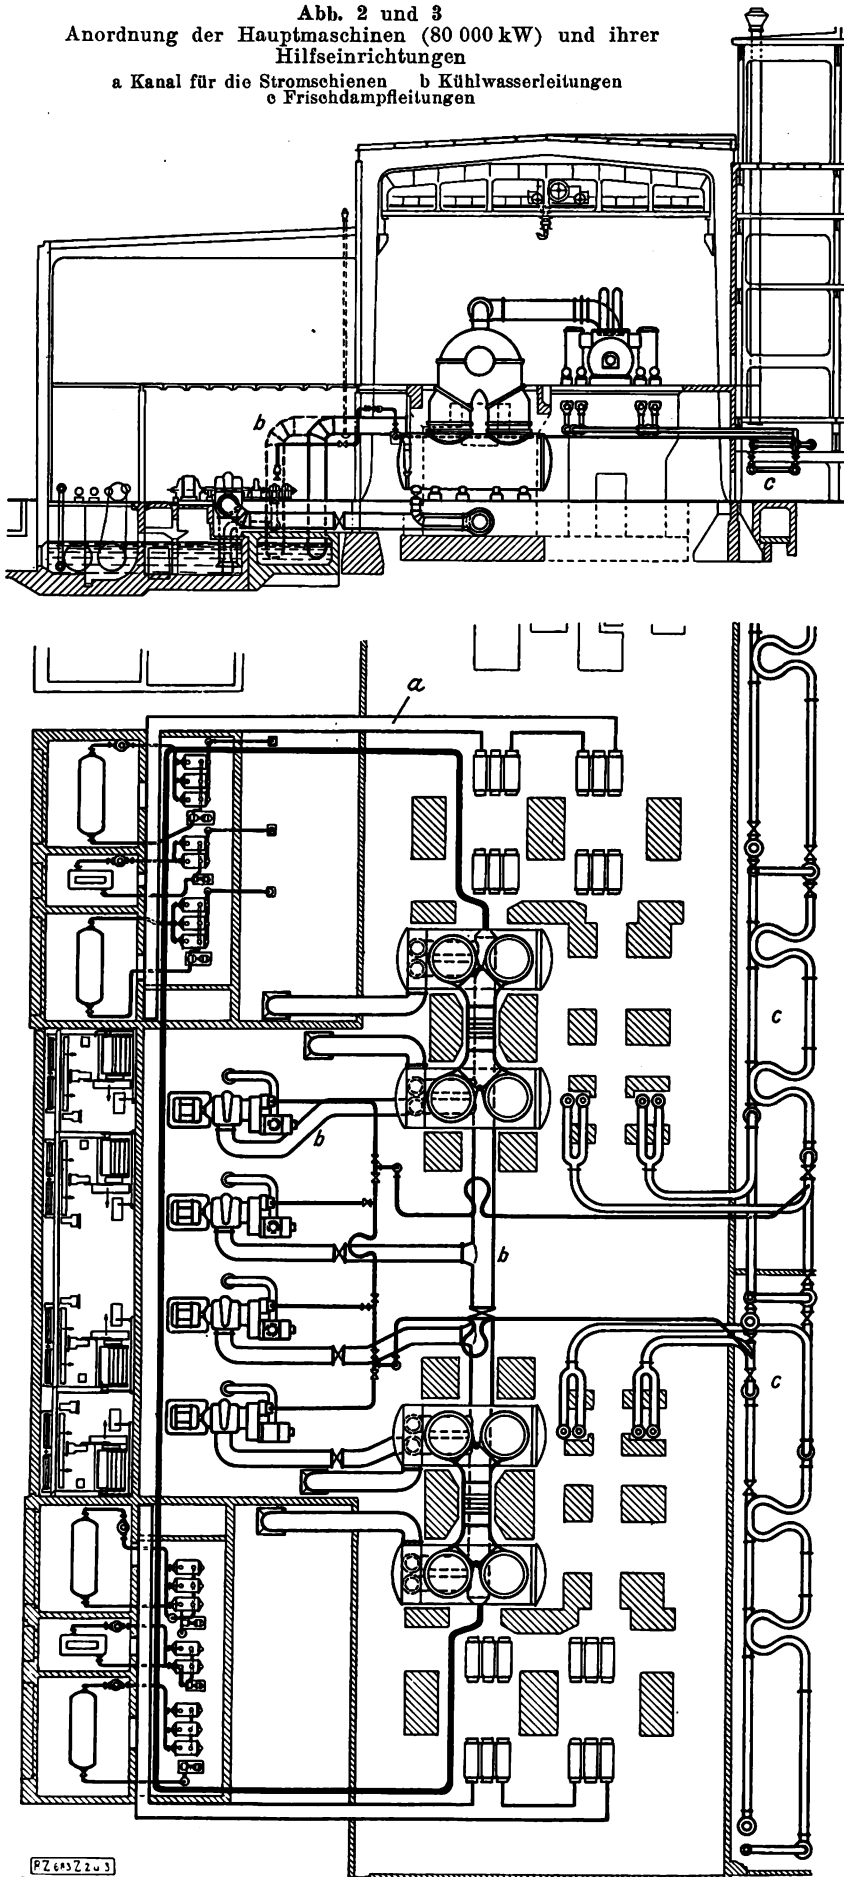 Abb. 2 und 3
Anordnung der Hauptmaschinen (80 000 kW) und ihrer
Hilfseinrichtungen
a Kanal für die Stromschienen b Kühlwasserleitungen
c Frischdampfleitungen
b
c
a
c
b
b
c